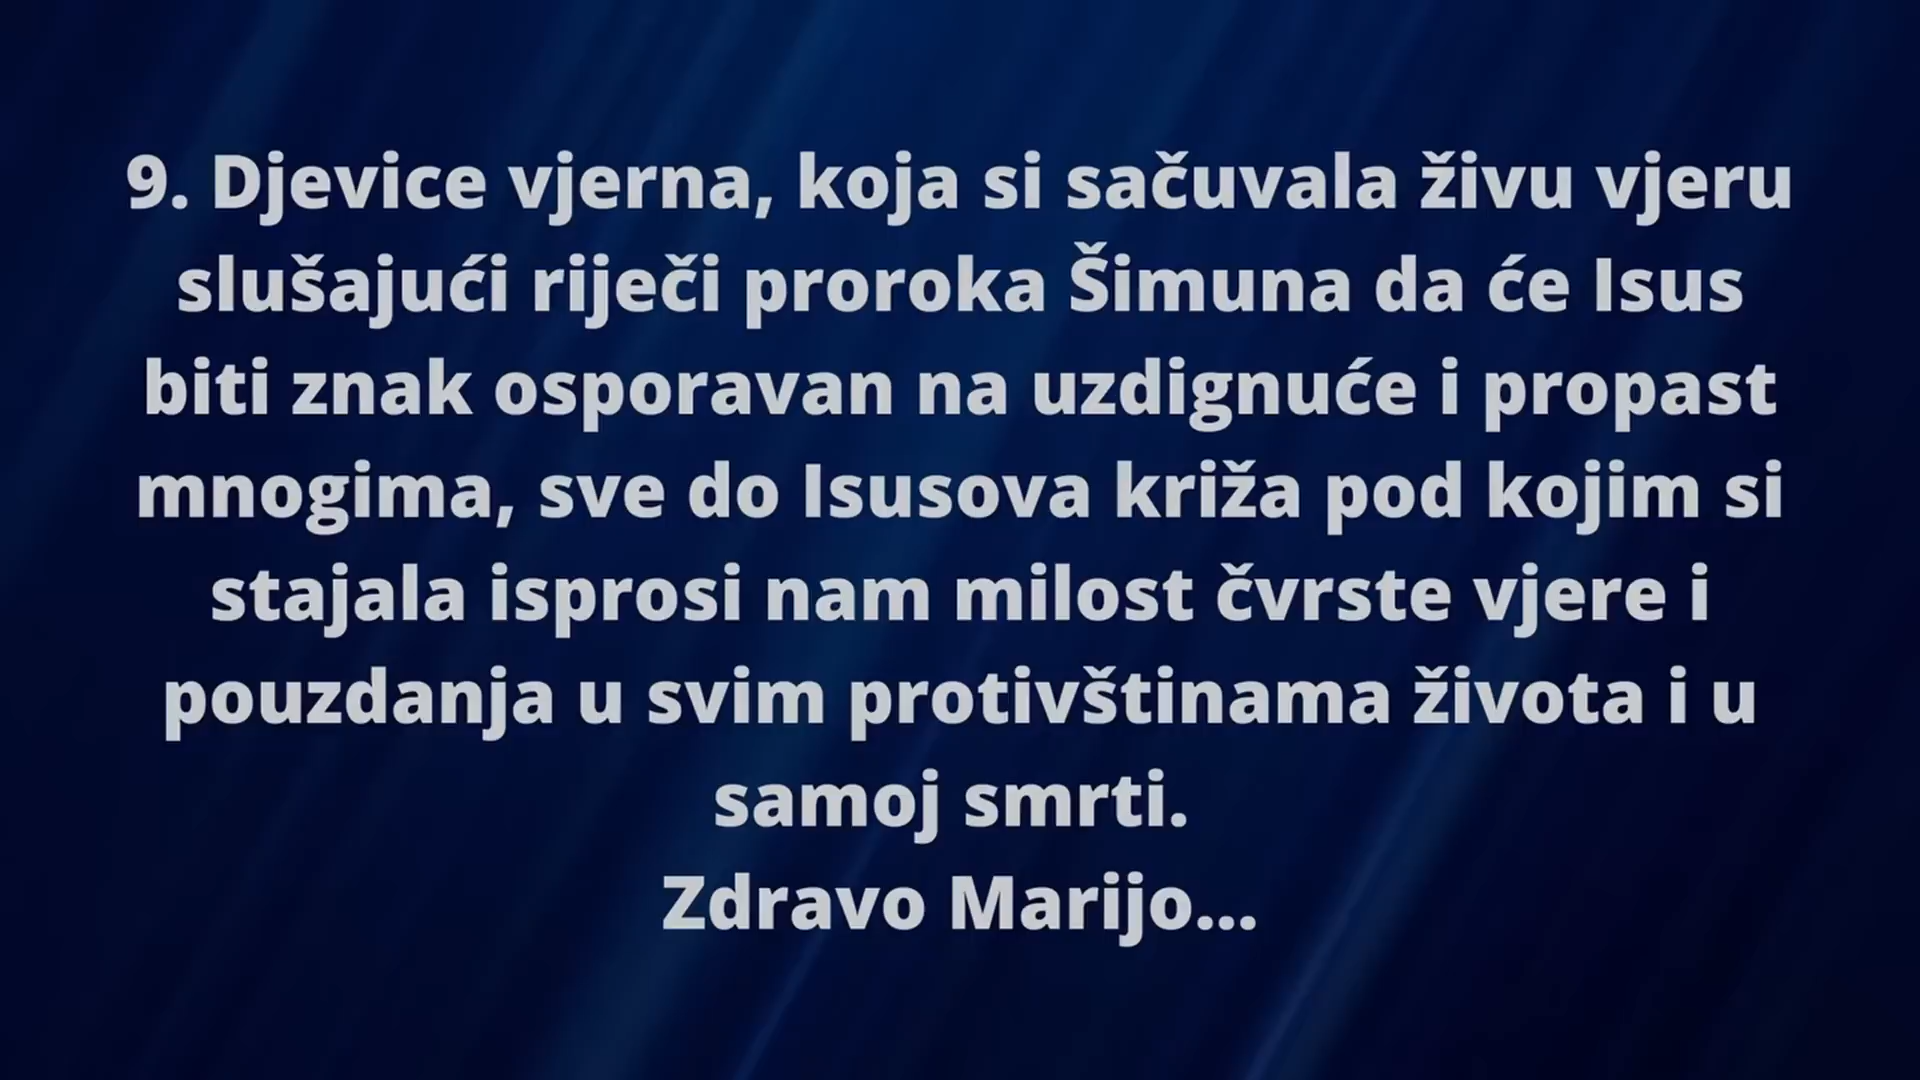 9. Djevice vjerna, koja si sačuvala živu vjeru
slušajući riječi proroka Šimuna da će Isus
biti znak osporavan na uzdignuće i propast
mnogima, sve do Isusova križa pod kojim si
stajala isprosi nam milost čvrste vjere i
pouzdanja u svim protivštinama života i u
samoj smrti.
Zdravo Marijo...